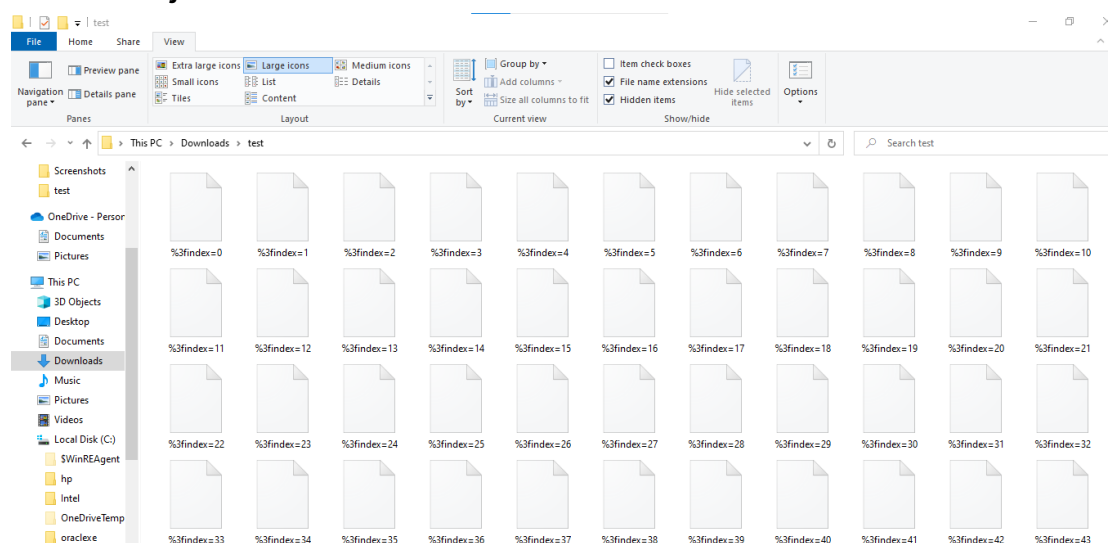 test
File Home Share View
Preview pane
Details pane
Navigation pane
Panes
Extra large icons Large icons Medium icons
Small icons List Details
Tiles Content
Layout
Sort by
Group by
Add columns
Size all columns to fit
Current view
Item check boxes
File name extensions
Hidden items
Hide selected items
Show/hide
Options
This PC > Downloads > test
Search test
Screenshots
test
OneDrive - Person
Documents
Pictures
This PC
3D Objects
Desktop
Documents
Downloads
Music
Pictures
Videos
Local Disk (C:)
$WinREAgent
hp
Intel
OneDriveTemp
oraclexe
%3findex=0 %3findex=1 %3findex=2 %3findex=3 %3findex=4 %3findex=5 %3findex=6 %3findex=7 %3findex=8 %3findex=9 %3findex=10
%3findex=11 %3findex=12 %3findex=13 %3findex=14 %3findex=15 %3findex=16 %3findex=17 %3findex=18 %3findex=19 %3findex=20 %3findex=21
%3findex=22 %3findex=23 %3findex=24 %3findex=25 %3findex=26 %3findex=27 %3findex=28 %3findex=29 %3findex=30 %3findex=31 %3findex=32
%3findex=33 %3findex=34 %3findex=35 %3findex=36 %3findex=37 %3findex=38 %3findex=39 %3findex=40 %3findex=41 %3findex=42 %3findex=43